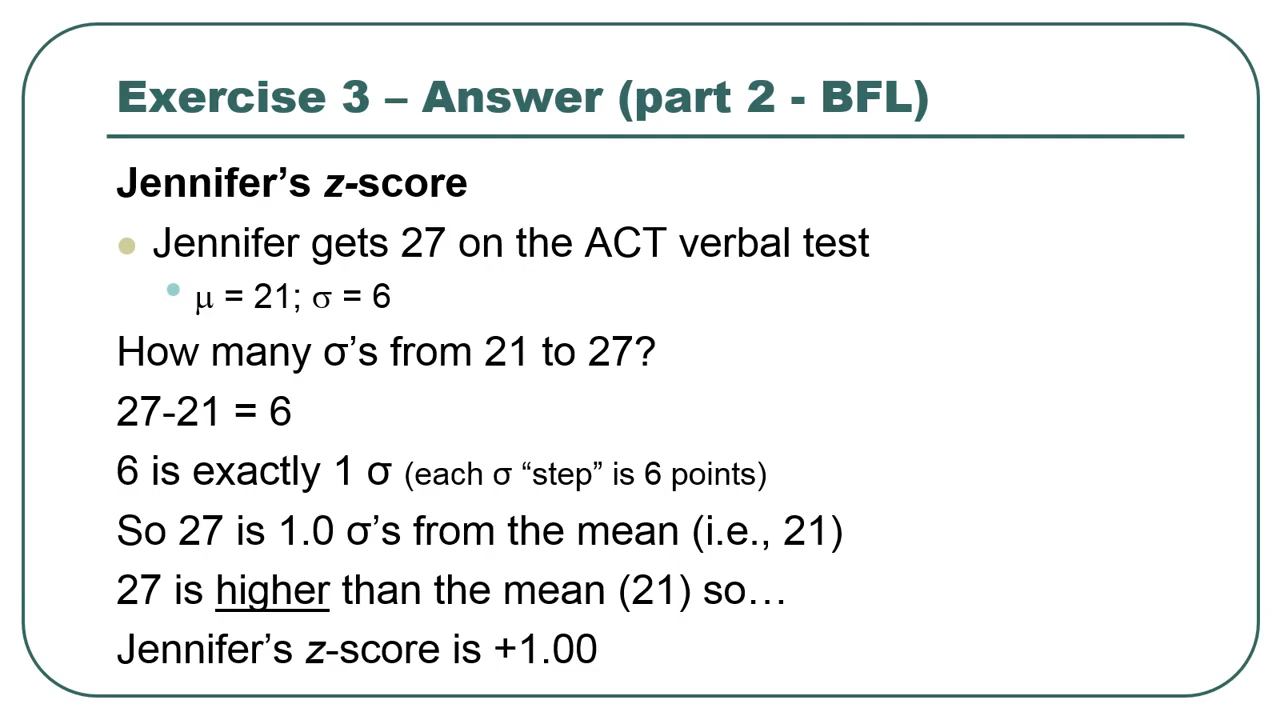 Exercise 3 – Answer (part 2 - BFL)
Jennifer’s z-score
Jennifer gets 27 on the ACT verbal test
μ = 21; σ = 6
How many σ’s from 21 to 27?
27-21 = 6
6 is exactly 1 σ (each σ “step” is 6 points)
So 27 is 1.0 σ’s from the mean (i.e., 21)
27 is higher than the mean (21) so…
Jennifer’s z-score is +1.00